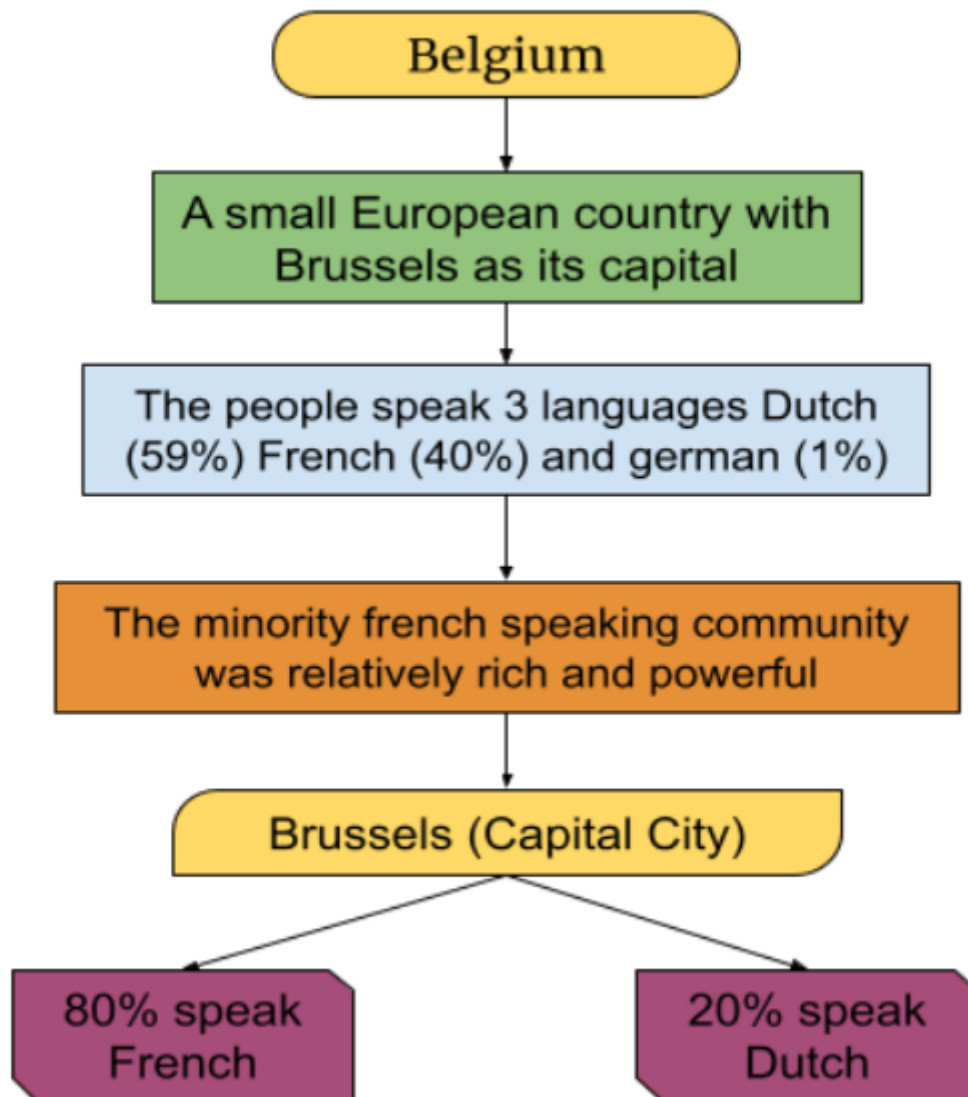 Belgium
A small European country with
Brussels as its capital
The people speak 3 languages Dutch
(59%) French (40%) and german (1%)
The minority french speaking community
was relatively rich and powerful
Brussels (Capital City)
80% speak
French
20% speak
Dutch